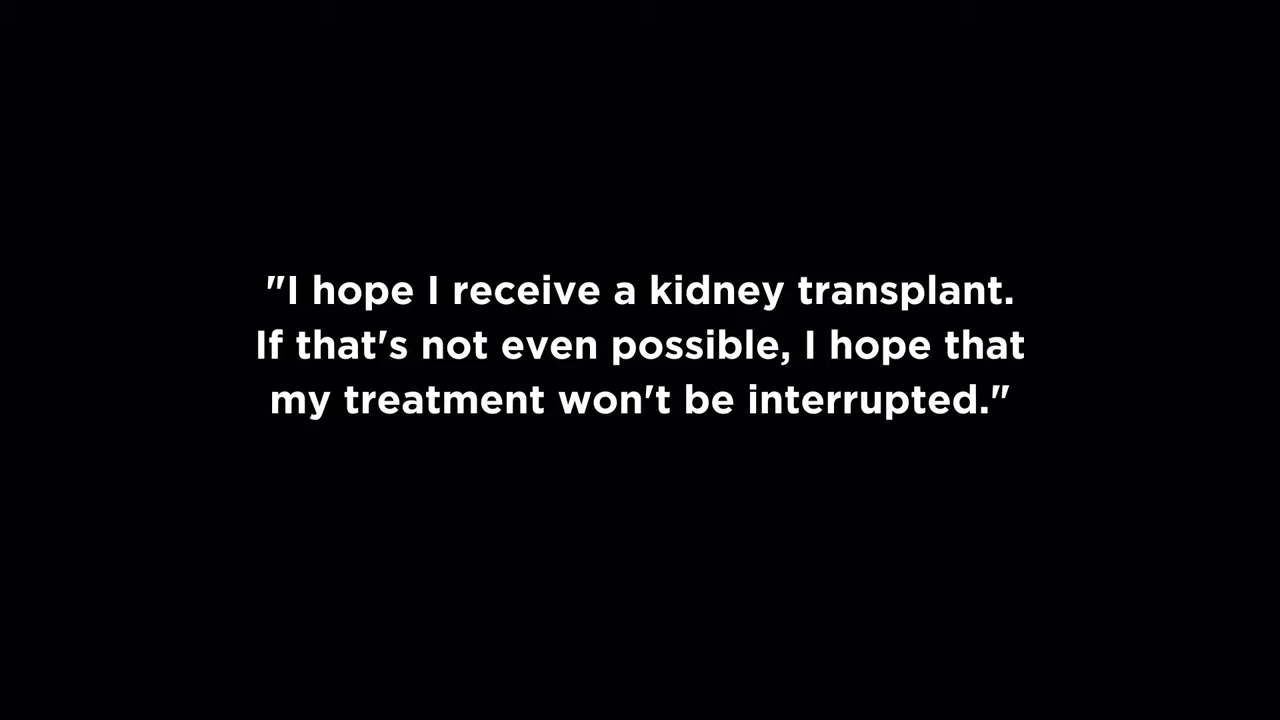 "I hope I receive a kidney transplant.
If that's not even possible, I hope that
my treatment won't be interrupted."